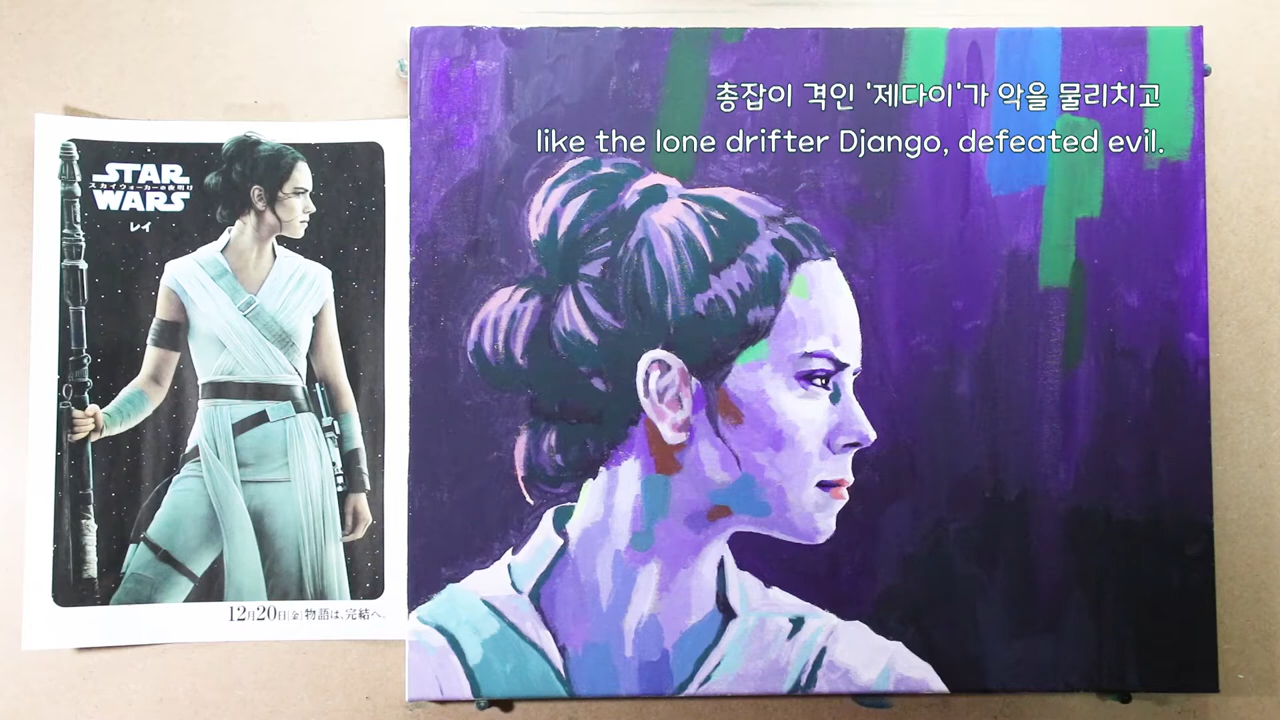 총잡이 격인 '제다이'가 악을 물리치고
like the lone drifter Django, defeated evil.
STAR
スカイウォーカーの夜明け
WARS
レイ
12月20日[金]物語は、完結へ。